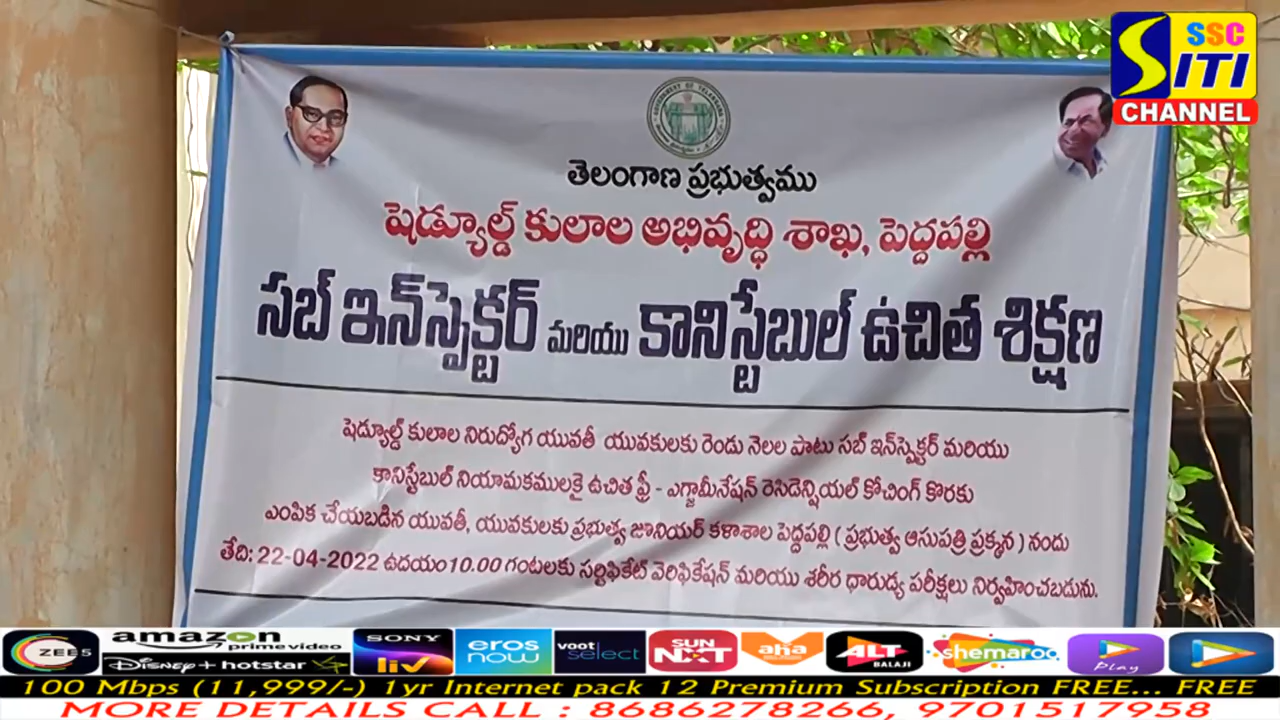 SSC
SITI
CHANNEL
GOVERNMENT OF TELANGANA
తెలంగాణ ప్రభుత్వము
షెడ్యూల్డ్ కులాల అభివృద్ధి శాఖ, పెద్దపల్లి
సబ్ ఇన్‌స్పెక్టర్ మరియు కానిస్టేబుల్ ఉచిత శిక్షణ
షెడ్యూల్డ్ కులాల నిరుద్యోగ యువతీ యువకులకు రెండు నెలల పాటు సబ్ ఇన్‌స్పెక్టర్ మరియు
కానిస్టేబుల్ నియామకములకై ఉచిత ఫ్రీ - ఎగ్జామీనేషన్ రెసిడెన్షియల్ కోచింగ్ కొరకు
ఎంపిక చేయబడిన యువతీ, యువకులకు ప్రభుత్వ జూనియర్ కళాశాల పెద్దపల్లి ( ప్రభుత్వ ఆసుపత్రి ప్రక్కన ) నందు
తేది: 22-04-2022 ఉదయం10.00 గంటలకు సర్టిఫికేట్ వెరిఫికేషన్ మరియు శరీర ధారుడ్య పరీక్షలు నిర్వహించబడును.
ZEE5 amazon prime video Disney+ hotstar SONY liv eros now voot select SUN NXT aha ALT BALAJI shemaroo Play
100 Mbps (11,999/-) 1yr Internet pack 12 Premium Subscription FREE... FREE
MORE DETAILS CALL : 8686278266, 9701517958